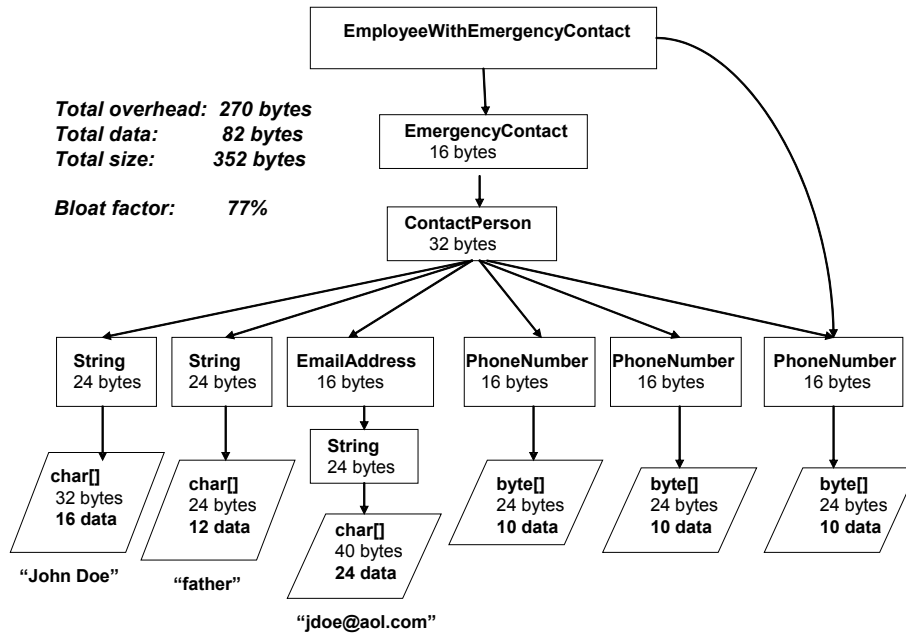 EmployeeWithEmergencyContact
Total overhead: 270 bytes
Total data: 82 bytes
Total size: 352 bytes
Bloat factor: 77%
EmergencyContact
16 bytes
ContactPerson
32 bytes
String
24 bytes
String
24 bytes
EmailAddress
16 bytes
PhoneNumber
16 bytes
PhoneNumber
16 bytes
PhoneNumber
16 bytes
String
24 bytes
char[]
32 bytes
16 data
char[]
24 bytes
12 data
char[]
40 bytes
24 data
byte[]
24 bytes
10 data
byte[]
24 bytes
10 data
byte[]
24 bytes
10 data
“John Doe”
“father”
“jdoe@aol.com”